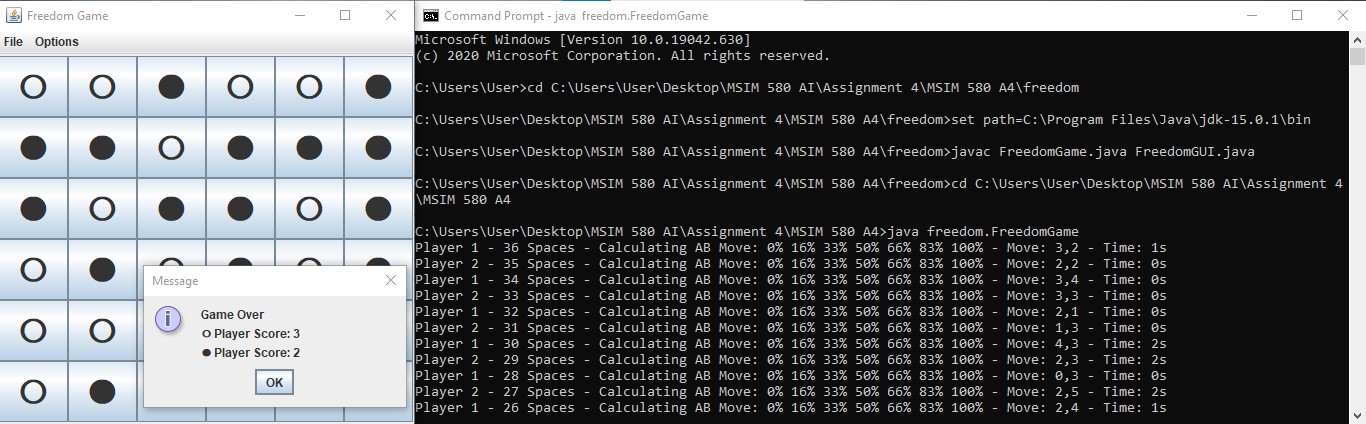 Freedom Game
File Options
Message
Game Over
Player Score: 3
Player Score: 2
OK
Command Prompt - java  freedom.FreedomGame
Microsoft Windows [Version 10.0.19042.630]
(c) 2020 Microsoft Corporation. All rights reserved.
C:\Users\User>cd C:\Users\User\Desktop\MSIM 580 AI\Assignment 4\MSIM 580 A4\freedom
C:\Users\User\Desktop\MSIM 580 AI\Assignment 4\MSIM 580 A4\freedom>set path=C:\Program Files\Java\jdk-15.0.1\bin
C:\Users\User\Desktop\MSIM 580 AI\Assignment 4\MSIM 580 A4\freedom>javac FreedomGame.java FreedomGUI.java
C:\Users\User\Desktop\MSIM 580 AI\Assignment 4\MSIM 580 A4\freedom>cd C:\Users\User\Desktop\MSIM 580 AI\Assignment 4
\MSIM 580 A4
C:\Users\User\Desktop\MSIM 580 AI\Assignment 4\MSIM 580 A4>java freedom.FreedomGame
Player 1 - 36 Spaces - Calculating AB Move: 0% 16% 33% 50% 66% 83% 100% - Move: 3,2 - Time: 1s
Player 2 - 35 Spaces - Calculating AB Move: 0% 16% 33% 50% 66% 83% 100% - Move: 2,2 - Time: 0s
Player 1 - 34 Spaces - Calculating AB Move: 0% 16% 33% 50% 66% 83% 100% - Move: 3,4 - Time: 0s
Player 2 - 33 Spaces - Calculating AB Move: 0% 16% 33% 50% 66% 83% 100% - Move: 3,3 - Time: 0s
Player 1 - 32 Spaces - Calculating AB Move: 0% 16% 33% 50% 66% 83% 100% - Move: 2,1 - Time: 0s
Player 2 - 31 Spaces - Calculating AB Move: 0% 16% 33% 50% 66% 83% 100% - Move: 1,3 - Time: 0s
Player 1 - 30 Spaces - Calculating AB Move: 0% 16% 33% 50% 66% 83% 100% - Move: 4,3 - Time: 2s
Player 2 - 29 Spaces - Calculating AB Move: 0% 16% 33% 50% 66% 83% 100% - Move: 2,3 - Time: 2s
Player 1 - 28 Spaces - Calculating AB Move: 0% 16% 33% 50% 66% 83% 100% - Move: 0,3 - Time: 0s
Player 2 - 27 Spaces - Calculating AB Move: 0% 16% 33% 50% 66% 83% 100% - Move: 2,5 - Time: 2s
Player 1 - 26 Spaces - Calculating AB Move: 0% 16% 33% 50% 66% 83% 100% - Move: 2,4 - Time: 1s